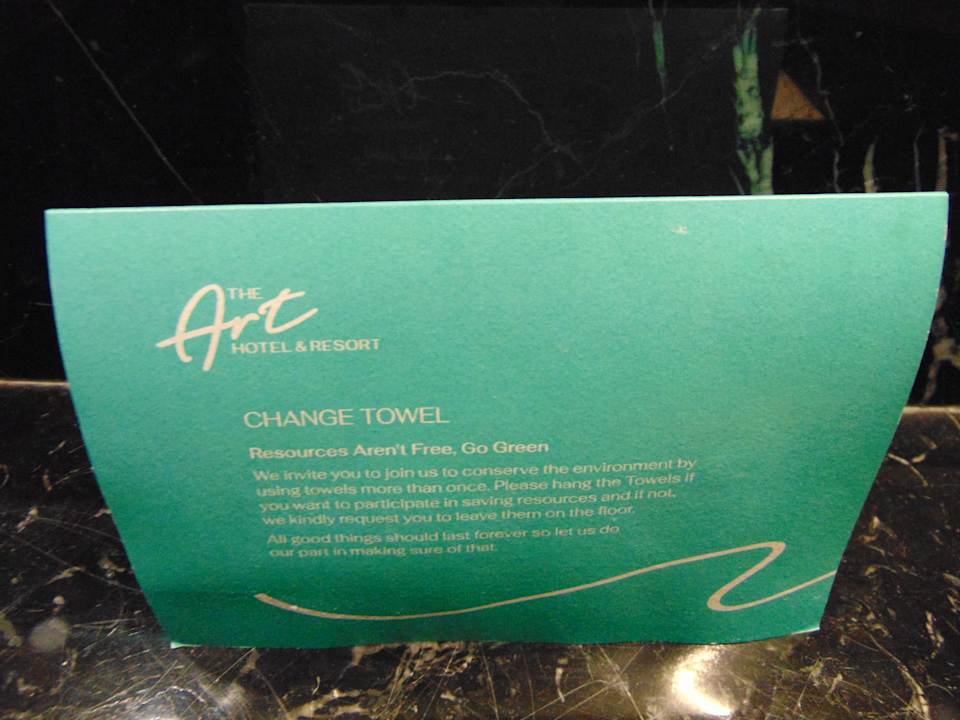 THE
Art
HOTEL & RESORT
CHANGE TOWEL
Resources Aren't Free, Go Green
We invite you to join us to conserve the environment by
using towels more than once. Please hang the Towels if
you want to participate in saving resources and if not,
we kindly request you to leave them on the floor.
All good things should last forever so let us do
our part in making sure of that.